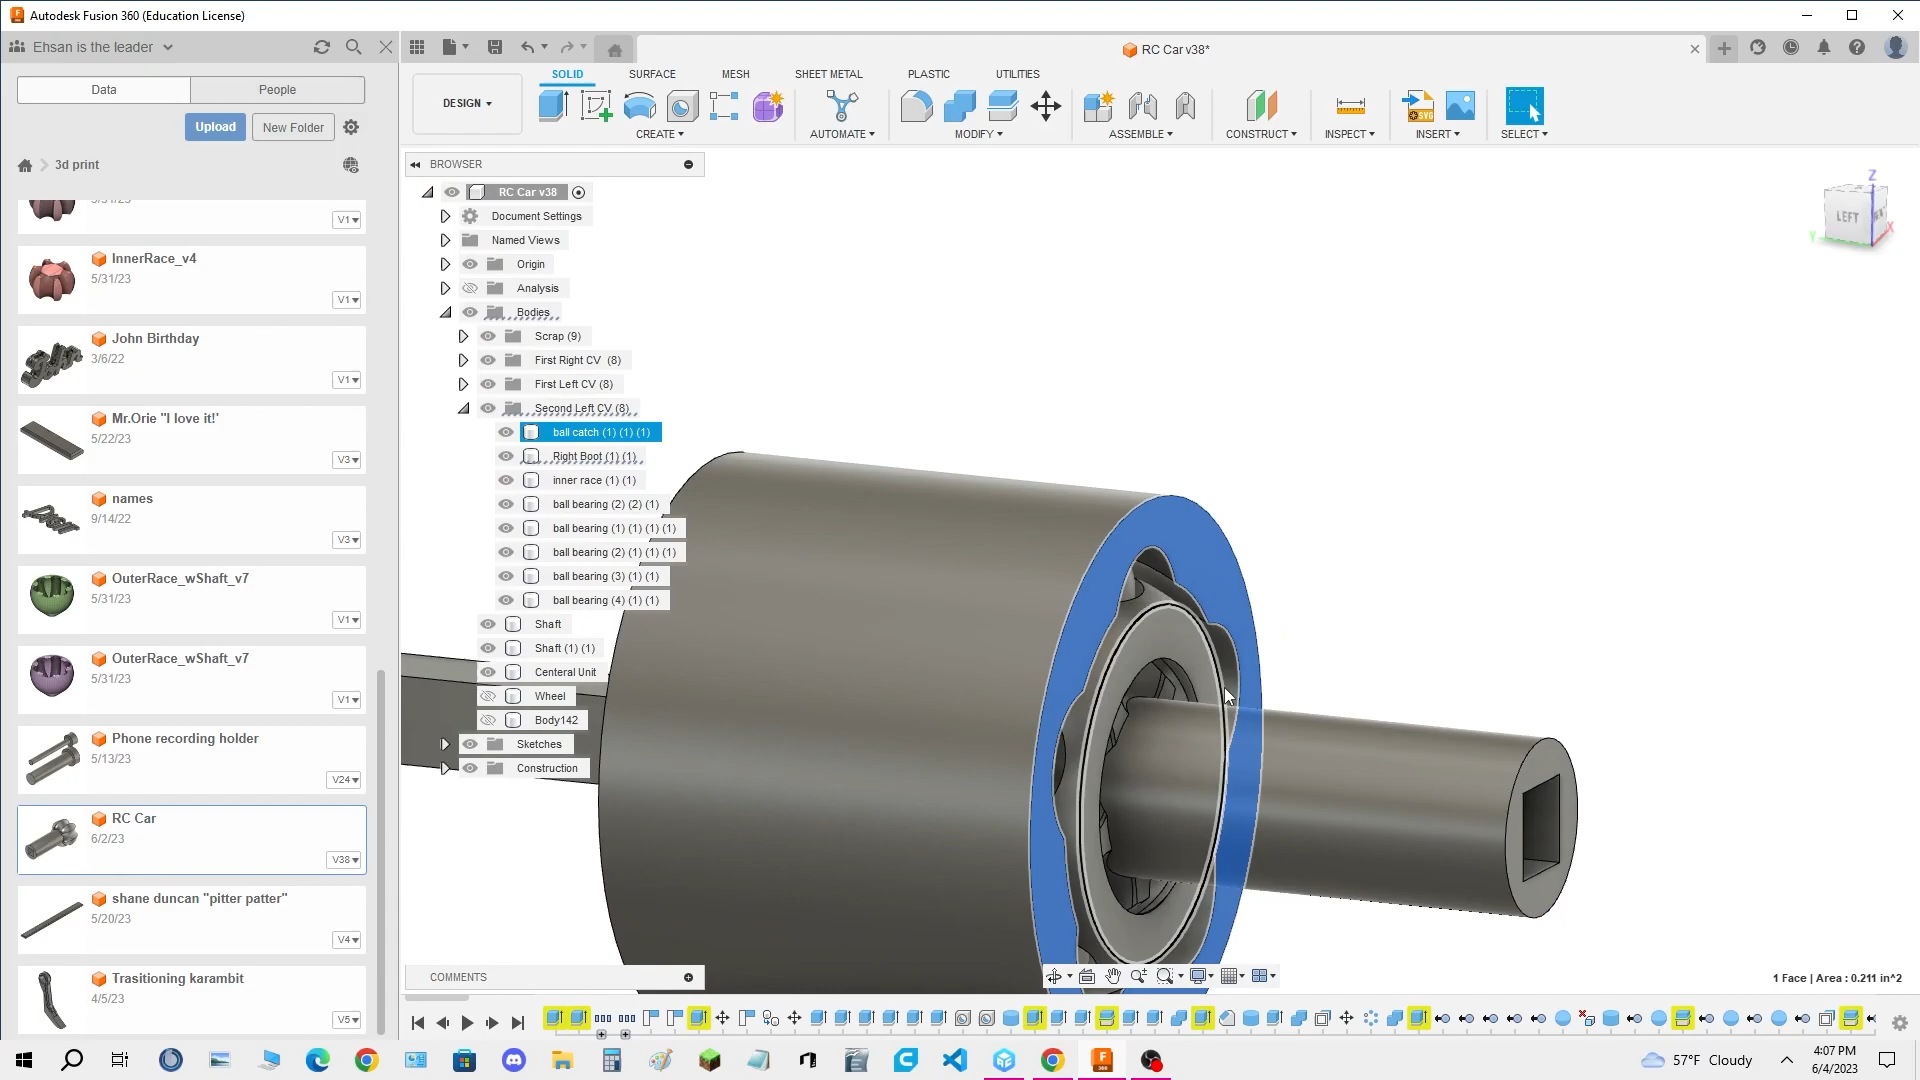 Autodesk Fusion 360 (Education License)
Ehsan is the leader
RC Car v38*
Data
People
Upload
New Folder
3d print
V1
InnerRace_v4
5/31/23
V1
John Birthday
3/6/22
V1
Mr.Orie "I love it!'
5/22/23
V3
names
9/14/22
V3
OuterRace_wShaft_v7
5/31/23
V1
OuterRace_wShaft_v7
5/31/23
V1
Phone recording holder
5/13/23
V24
RC Car
6/2/23
V38
shane duncan "pitter patter"
5/20/23
V4
Trasitioning karambit
4/5/23
V5
SOLID
SURFACE
MESH
SHEET METAL
PLASTIC
UTILITIES
DESIGN
CREATE
AUTOMATE
MODIFY
ASSEMBLE
CONSTRUCT
INSPECT
INSERT
SELECT
BROWSER
RC Car v38
Document Settings
Named Views
Origin
Analysis
Bodies
Scrap (9)
First Right CV (8)
First Left CV (8)
Second Left CV (8)
ball catch (1) (1) (1)
Right Boot (1) (1)
inner race (1) (1)
ball bearing (2) (2) (1)
ball bearing (1) (1) (1) (1)
ball bearing (2) (1) (1) (1)
ball bearing (3) (1) (1)
ball bearing (4) (1) (1)
Shaft
Shaft (1) (1)
Centeral Unit
Wheel
Body142
Sketches
Construction
COMMENTS
LEFT
Z
X
Y
1 Face | Area : 0.211 in^2
57°F Cloudy
4:07 PM
6/4/2023